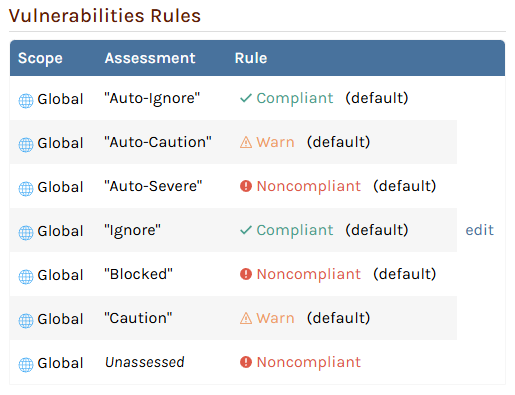 Vulnerabilities Rules
Scope Assessment Rule
Global "Auto-Ignore" Compliant (default)
Global "Auto-Caution" Warn (default)
Global "Auto-Severe" Noncompliant (default)
Global "Ignore" Compliant (default) edit
Global "Blocked" Noncompliant (default)
Global "Caution" Warn (default)
Global Unassessed Noncompliant